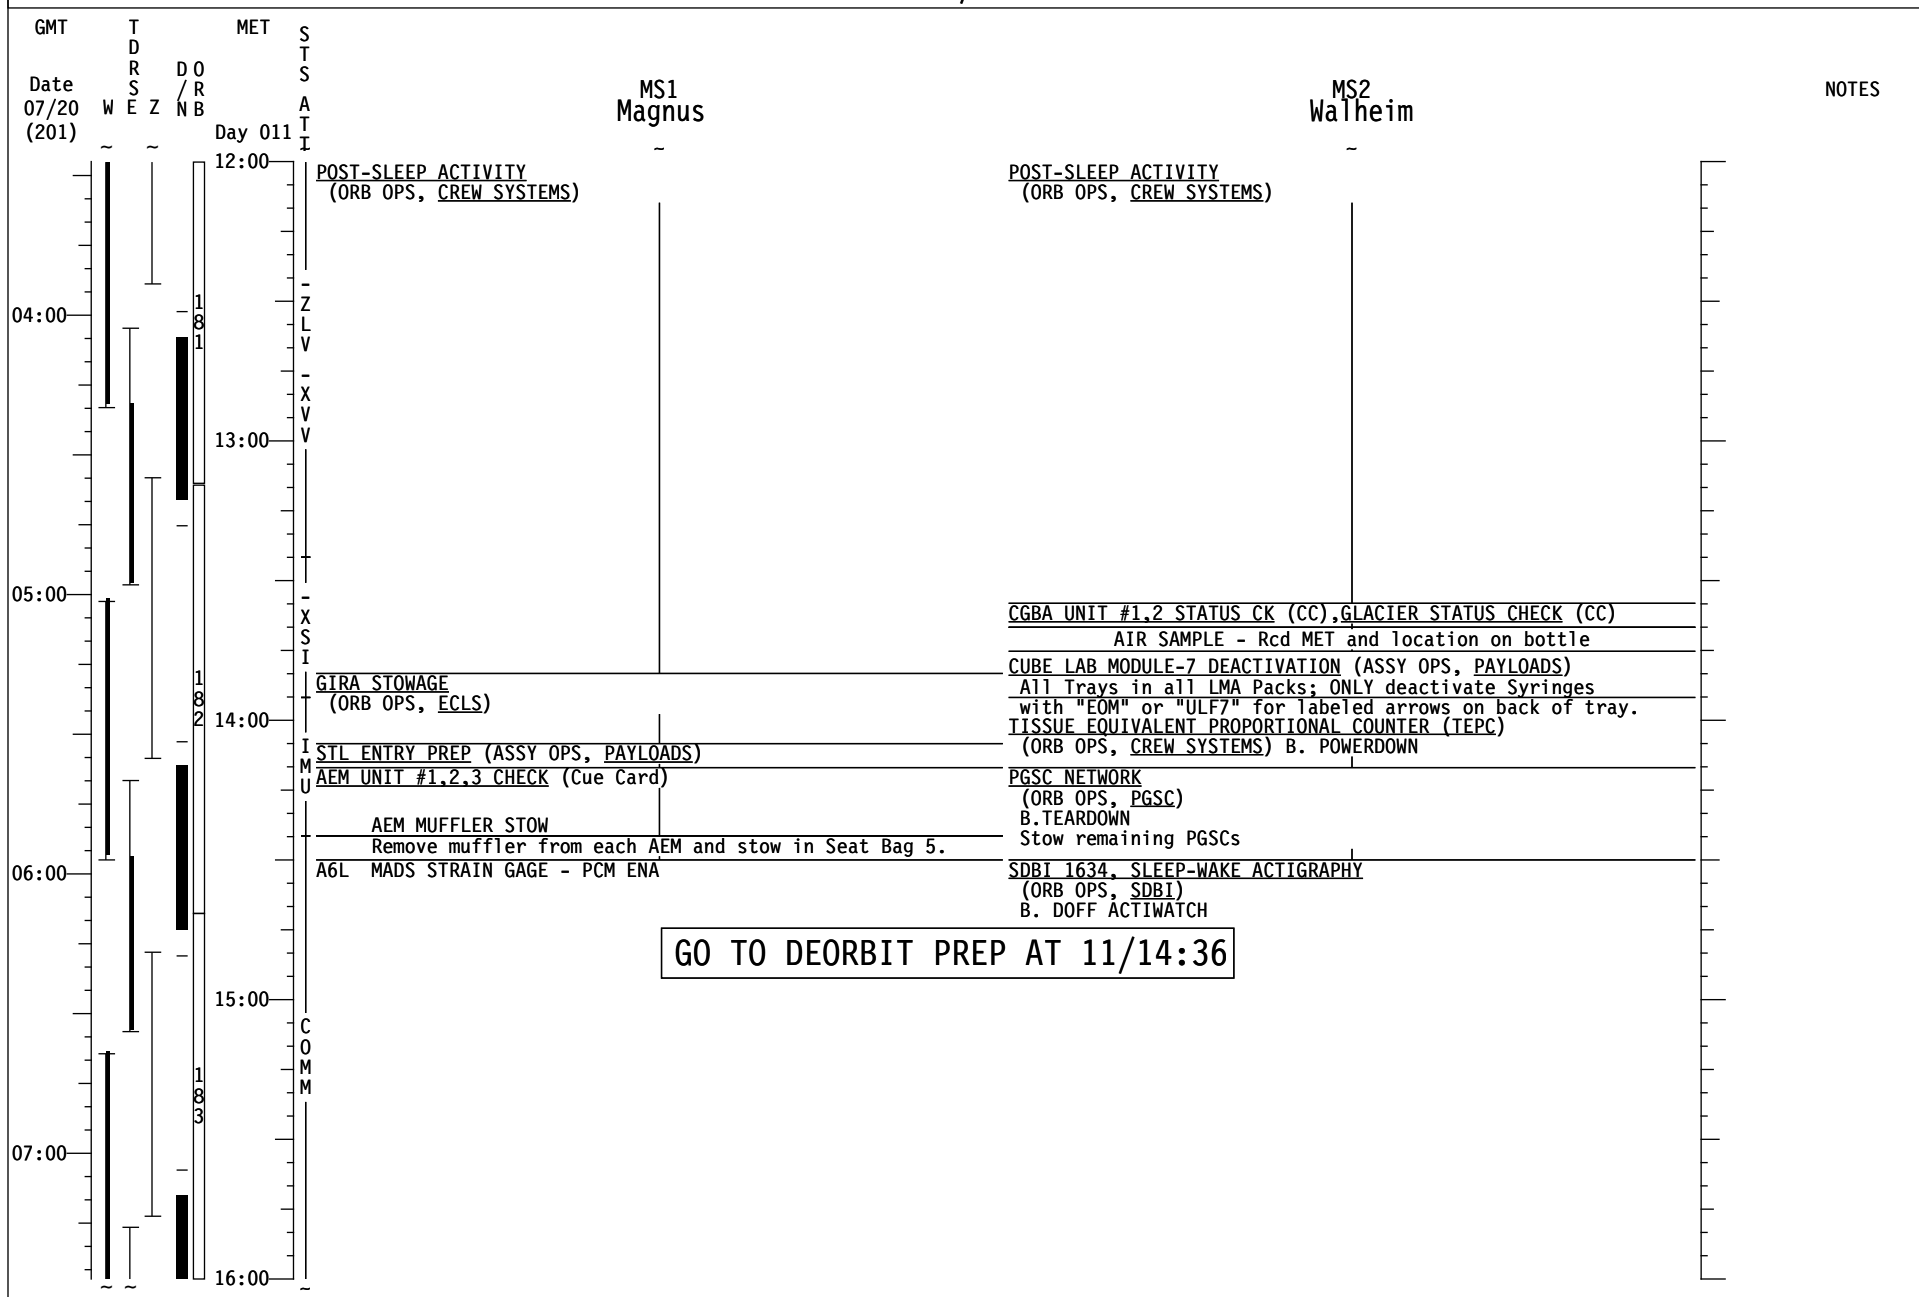 GMT
TDRS
MET
STS ATT
Date
07/20
(201)
W E Z
D/N
ORB
Day 011
MS1
Magnus
MS2
Walheim
NOTES
~ ~ ~ ~
12:00
POST-SLEEP ACTIVITY
(ORB OPS, CREW SYSTEMS)
POST-SLEEP ACTIVITY
(ORB OPS, CREW SYSTEMS)
04:00
181
-ZLV -XVV
13:00
05:00
-XSI
CGBA UNIT #1,2 STATUS CK (CC),GLACIER STATUS CHECK (CC)
AIR SAMPLE - Rcd MET and location on bottle
CUBE LAB MODULE-7 DEACTIVATION (ASSY OPS, PAYLOADS)
All Trays in all LMA Packs; ONLY deactivate Syringes
with "EOM" or "ULF7" for labeled arrows on back of tray.
182
GIRA STOWAGE
(ORB OPS, ECLS)
14:00
TISSUE EQUIVALENT PROPORTIONAL COUNTER (TEPC)
(ORB OPS, CREW SYSTEMS) B. POWERDOWN
IMU
STL ENTRY PREP (ASSY OPS, PAYLOADS)
AEM UNIT #1,2,3 CHECK (Cue Card)
PGSC NETWORK
(ORB OPS, PGSC)
B.TEARDOWN
Stow remaining PGSCs
AEM MUFFLER STOW
Remove muffler from each AEM and stow in Seat Bag 5.
06:00
A6L MADS STRAIN GAGE - PCM ENA
SDBI 1634, SLEEP-WAKE ACTIGRAPHY
(ORB OPS, SDBI)
B. DOFF ACTIWATCH
GO TO DEORBIT PREP AT 11/14:36
15:00
COMM
183
07:00
16:00
~ ~ ~